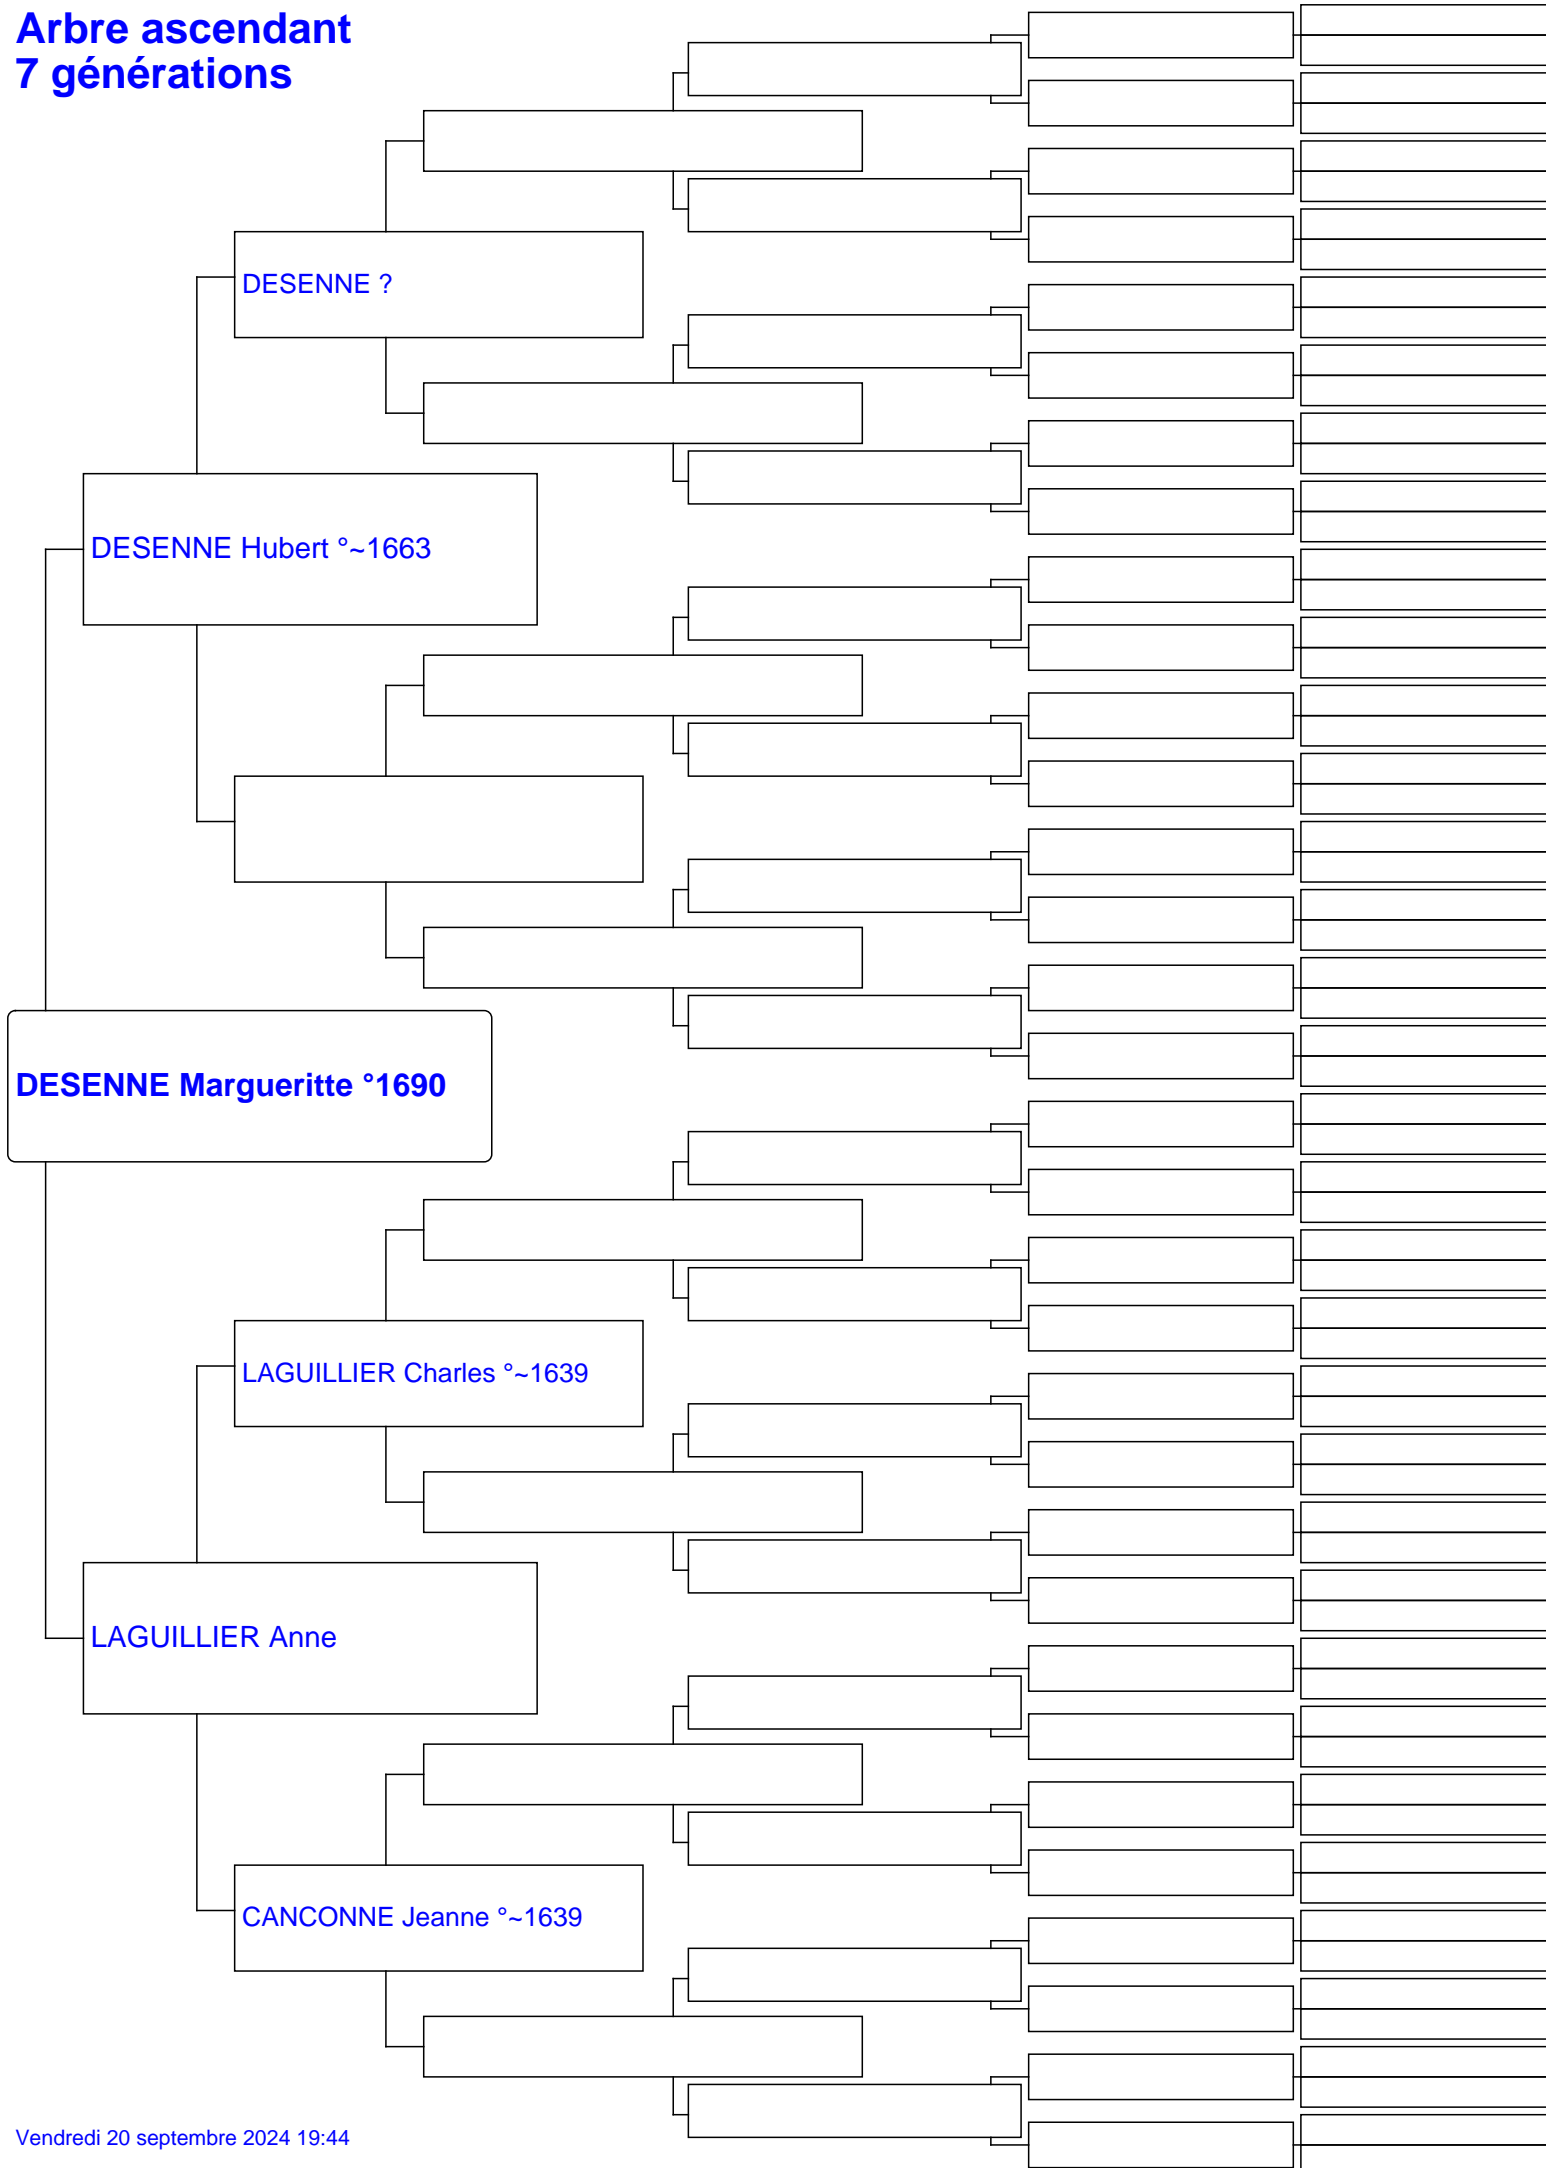 Arbre ascendant
7 générations
DESENNE ?
DESENNE Hubert °~1663
DESENNE Margueritte °1690
LAGUILLIER Charles °~1639
LAGUILLIER Anne
CANCONNE Jeanne °~1639
Vendredi 20 septembre 2024 19:44